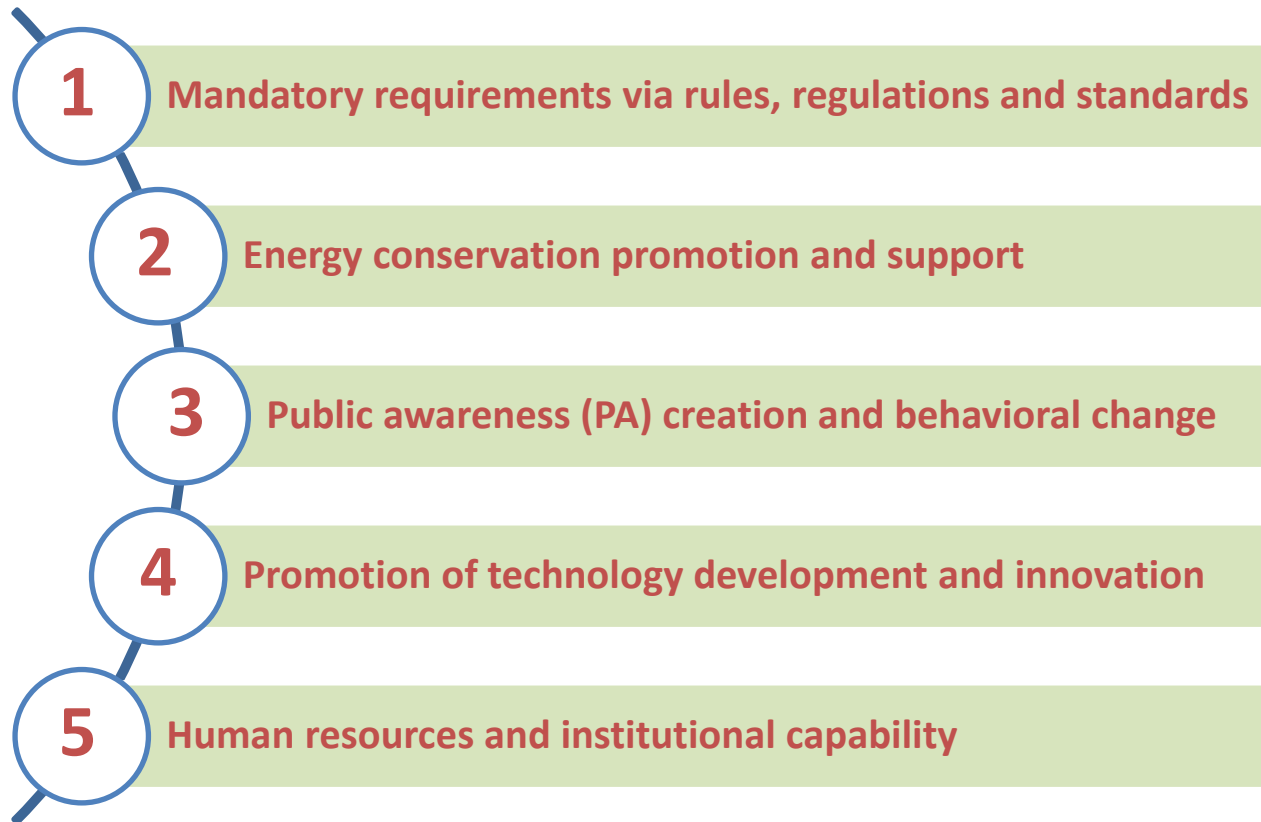 1
Mandatory requirements via rules, regulations and standards
2
Energy conservation promotion and support
3
Public awareness (PA) creation and behavioral change
4
Promotion of technology development and innovation
5
Human resources and institutional capability